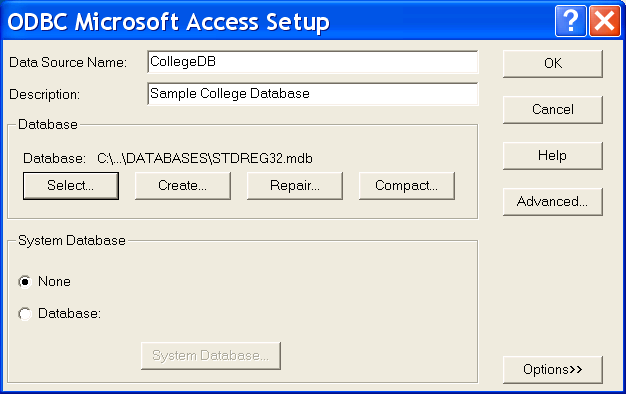 ODBC Microsoft Access Setup
Data Source Name: CollegeDB
OK
Description: Sample College Database
Cancel
Database
Database: C:\..\DATABASES\STDREG32.mdb
Help
Select... Create... Repair... Compact...
Advanced...
System Database
None
Database:
System Database...
Options>>